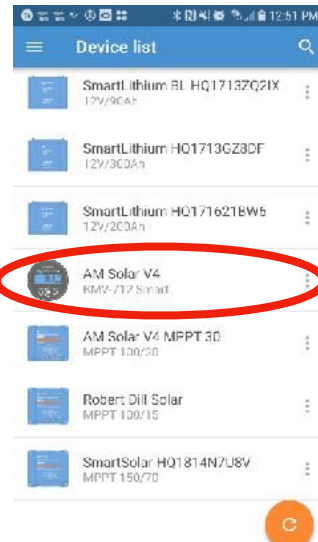 12:51 PM
Device list
SmartLithium BL HQ1713ZQ2IX
12V/90Ah
SmartLithium HQ1713GZ8DF
12V/300Ah
SmartLithium HQ171621BW6
12V/200Ah
AM Solar V4
BMV-712 Smart
AM Solar V4 MPPT 30
MPPT 100/30
Robert Dill Solar
MPPT 100/15
SmartSolar HQ1814N7U8V
MPPT 150/70